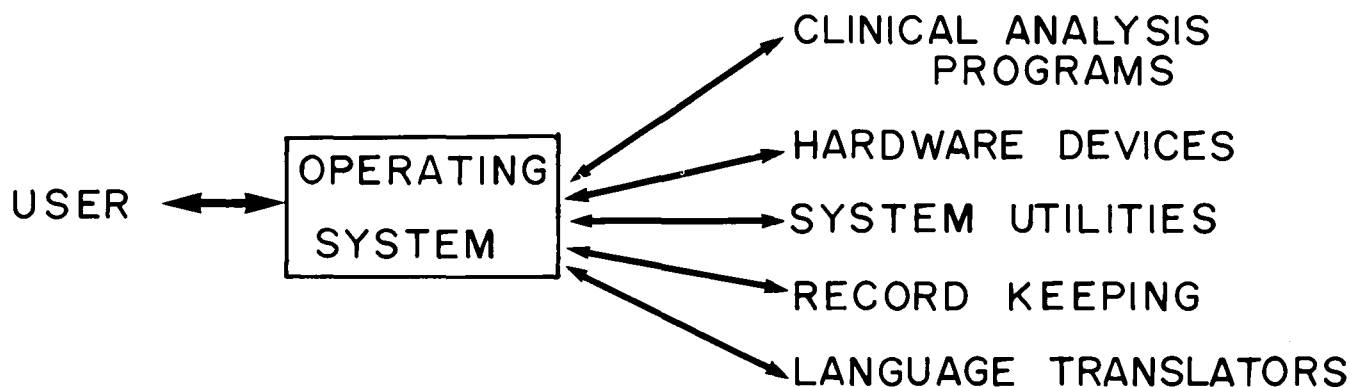 USER
OPERATING
SYSTEM
CLINICAL ANALYSIS
PROGRAMS
HARDWARE DEVICES
SYSTEM UTILITIES
RECORD KEEPING
LANGUAGE TRANSLATORS